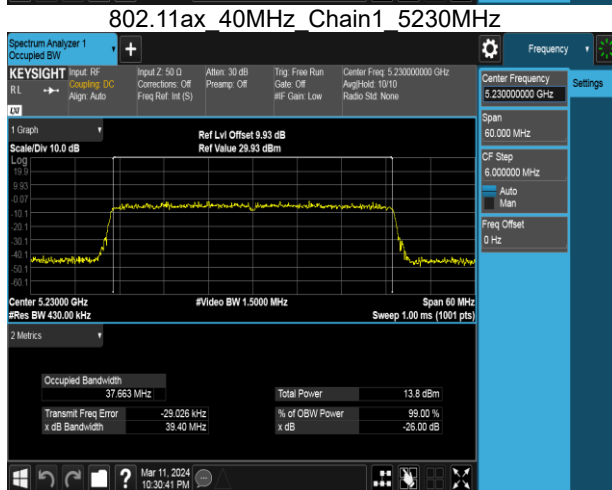 802.11ax_40MHz_Chain1_5230MHz
Spectrum Analyzer 1
Occupied BW
Frequency
KEYSIGHT
RL
Input: RF
Coupling: DC
Align: Auto
Input Z: 50 Ω
Corrections: Off
Freq Ref: Int (S)
Atten: 30 dB
Preamp: Off
Trig: Free Run
Gate: Off
#IF Gain: Low
Center Freq: 5.230000000 GHz
Avg|Hold: 10/10
Radio Std: None
LXI
Center Frequency
5.230000000 GHz
Settings
Span
60.000 MHz
CF Step
6.000000 MHz
Auto
Man
Freq Offset
0 Hz
1 Graph
Scale/Div 10.0 dB
Ref Lvl Offset 9.93 dB
Ref Value 29.93 dBm
Log
19.9
9.93
-0.07
-10.1
-20.1
-30.1
-40.1
-50.1
-60.1
Center 5.23000 GHz
#Video BW 1.5000 MHz
Span 60 MHz
#Res BW 430.00 kHz
Sweep 1.00 ms (1001 pts)
2 Metrics
Occupied Bandwidth
37.663 MHz
Total Power 13.8 dBm
Transmit Freq Error -29.026 kHz
% of OBW Power 99.00 %
x dB Bandwidth 39.40 MHz
x dB -26.00 dB
Mar 11, 2024
10:30:41 PM